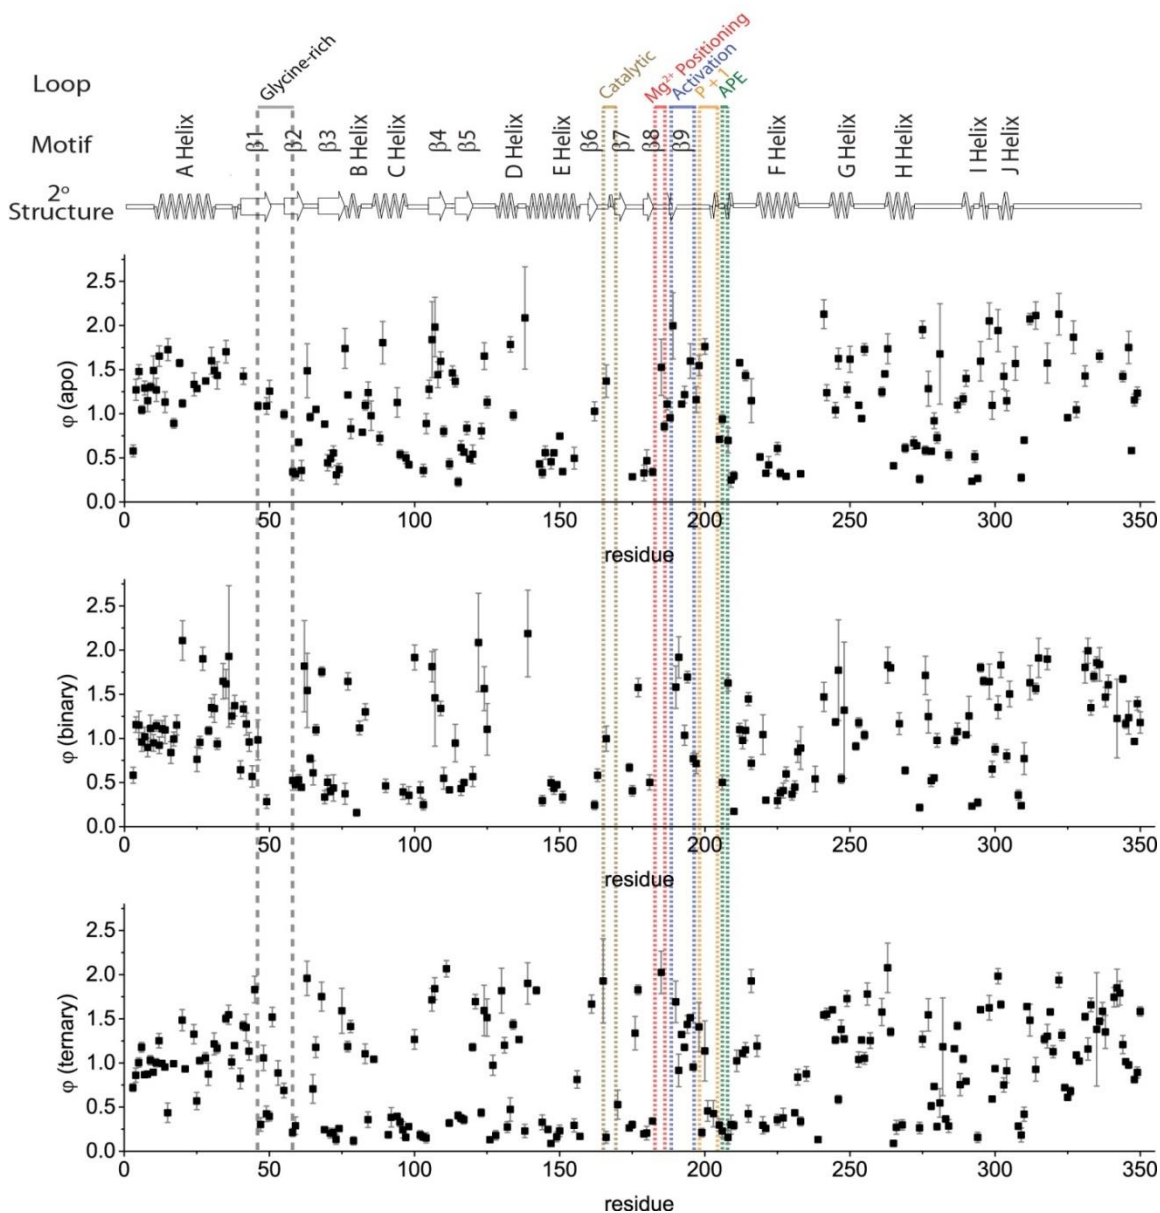 Loop
Glycine-rich
Catalytic
Mg²⁺ Positioning
Activation
P + 1
APE
Motif
A Helix
β1
β2
β3
B Helix
C Helix
β4
β5
D Helix
E Helix
β6
β7
β8
β9
F Helix
G Helix
H Helix
I Helix
J Helix
2°
Structure
φ (apo)
2.5
2.0
1.5
1.0
0.5
0.0
0 50 100 150 200 250 300 350
residue
φ (binary)
2.5
2.0
1.5
1.0
0.5
0.0
0 50 100 150 200 250 300 350
residue
φ (ternary)
2.5
2.0
1.5
1.0
0.5
0.0
0 50 100 150 200 250 300 350
residue